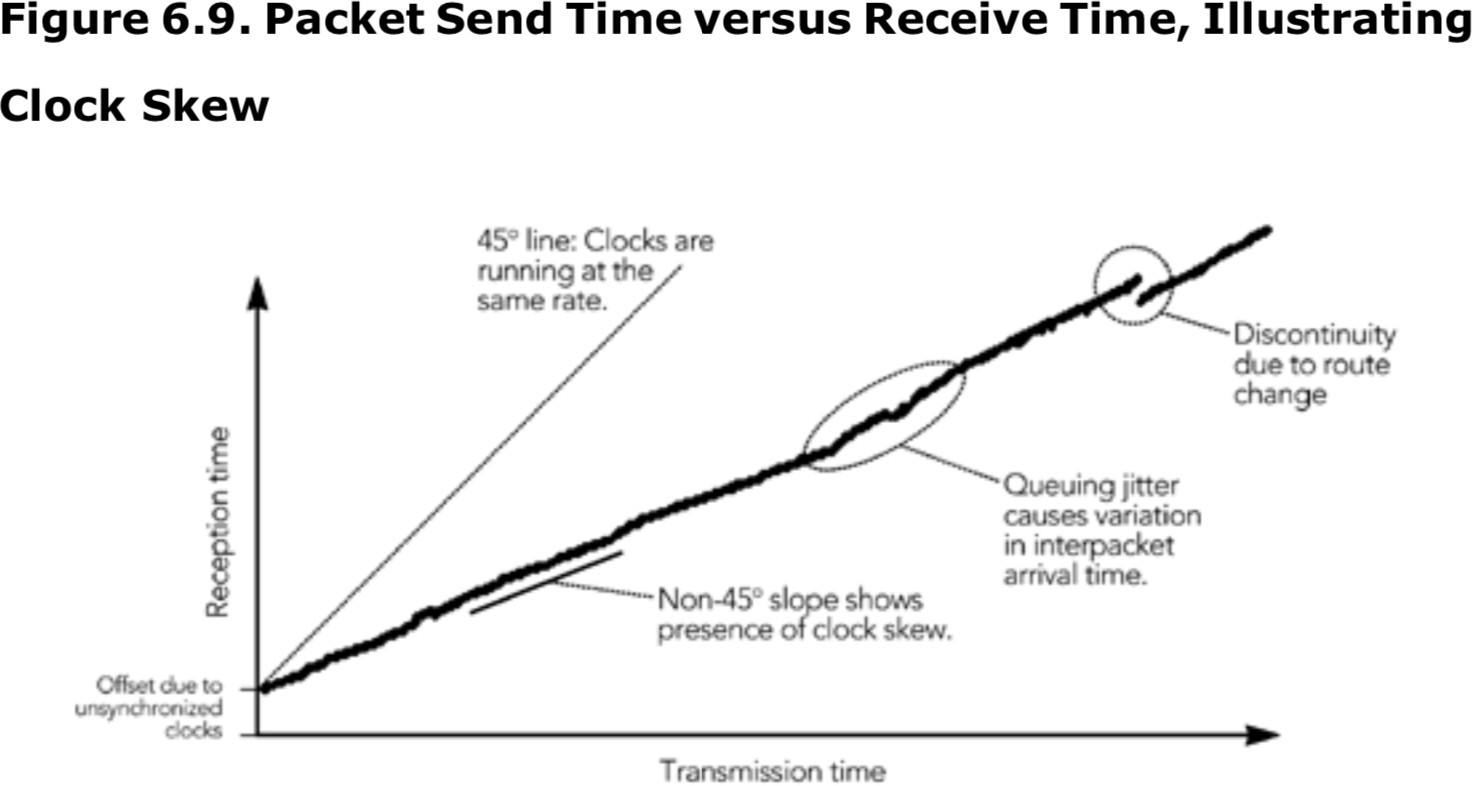 Figure 6.9. Packet Send Time versus Receive Time, Illustrating
Clock Skew
45° line: Clocks are
running at the
same rate.
Discontinuity
due to route
change
Reception time
Queuing jitter
causes variation
in interpacket
arrival time.
Non-45° slope shows
presence of clock skew.
Offset due to
unsynchronized
clocks
Transmission time